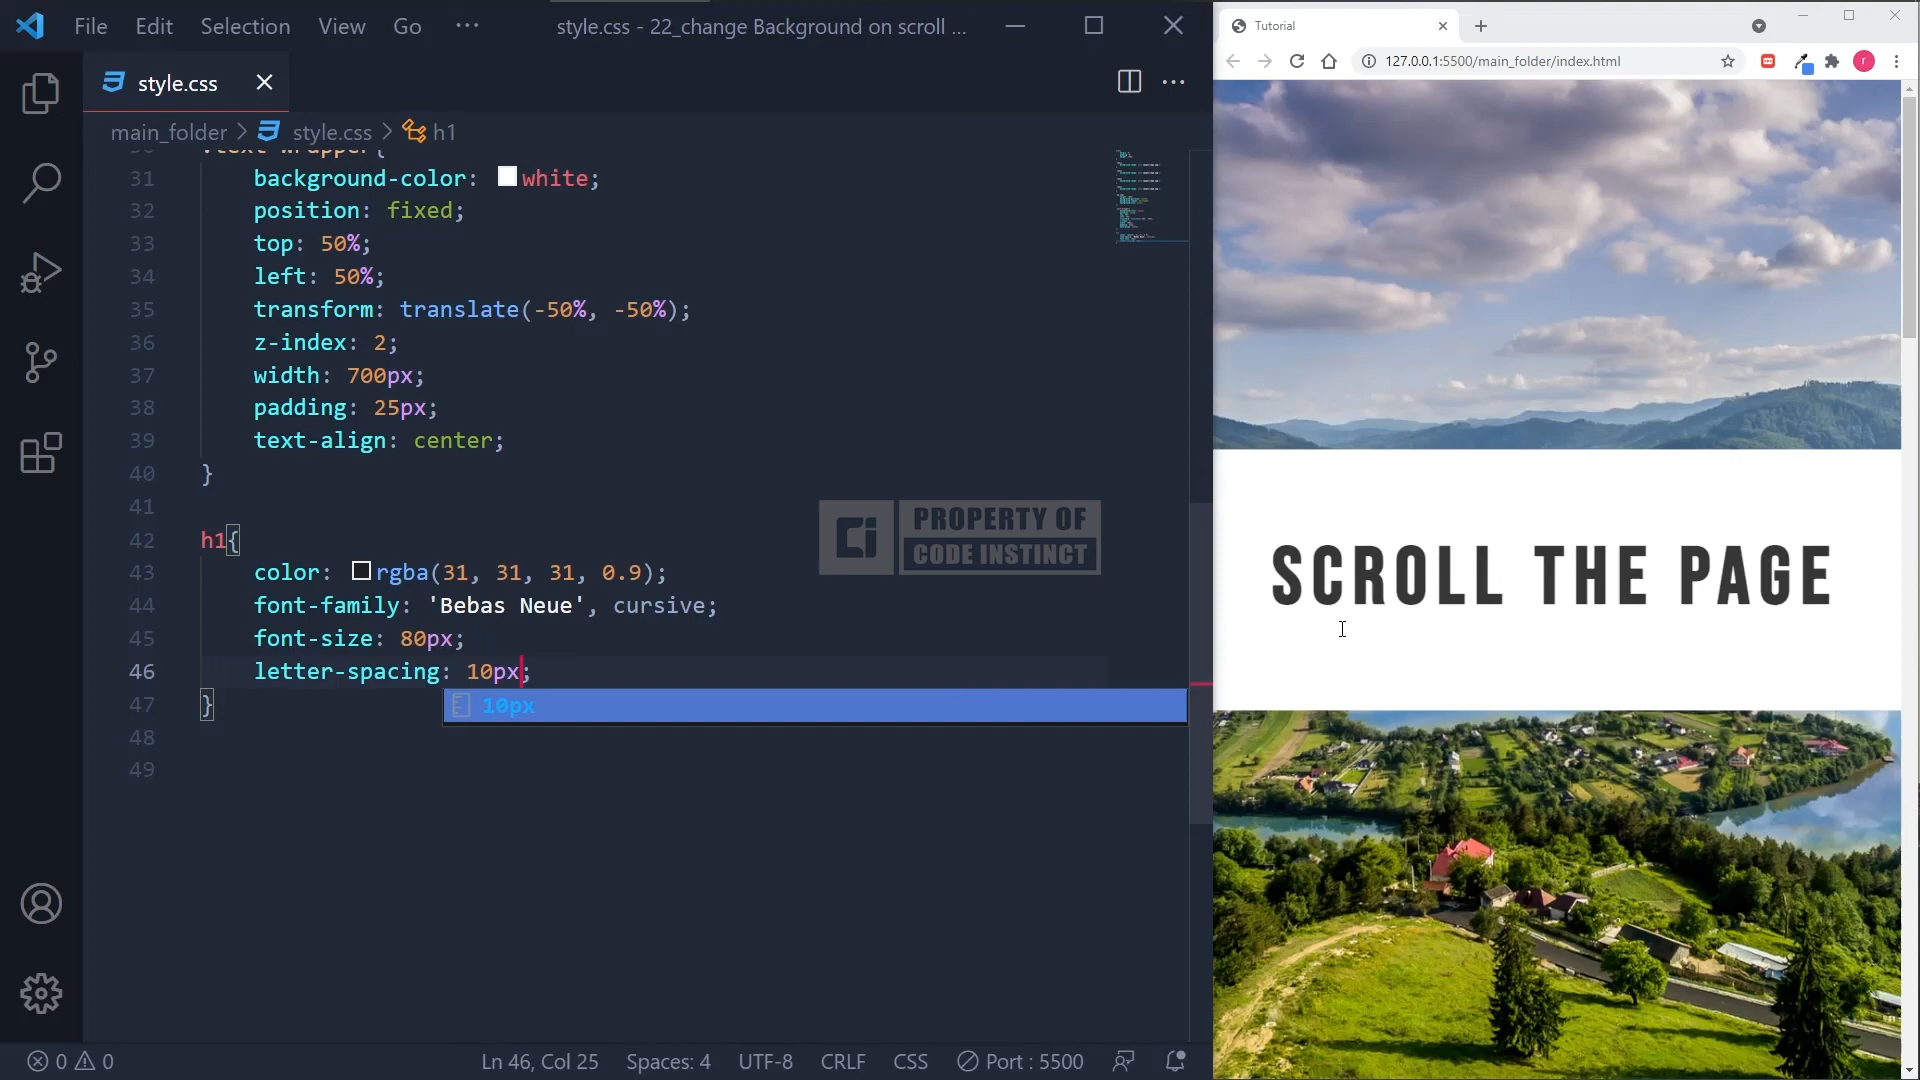 File Edit Selection View Go ···
style.css - 22_change Background on scroll ...
style.css
main_folder > style.css > h1
31 background-color: white;
32 position: fixed;
33 top: 50%;
34 left: 50%;
35 transform: translate(-50%, -50%);
36 z-index: 2;
37 width: 700px;
38 padding: 25px;
39 text-align: center;
40 }
41
42 h1{
43 color: rgba(31, 31, 31, 0.9);
44 font-family: 'Bebas Neue', cursive;
45 font-size: 80px;
46 letter-spacing: 10px;
47 }
10px
48
49
PROPERTY OF
CODE INSTINCT
0 0
Ln 46, Col 25 Spaces: 4 UTF-8 CRLF CSS Port : 5500
Tutorial
127.0.0.1:5500/main_folder/index.html
r
SCROLL THE PAGE